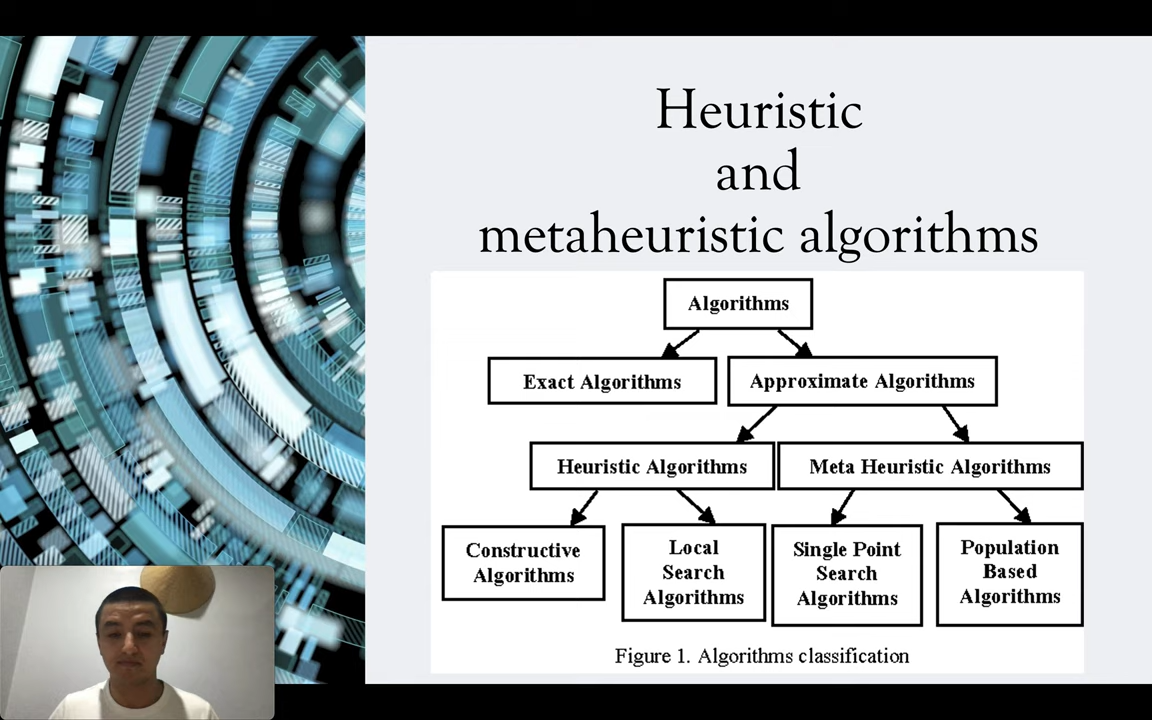 Heuristic
and
metaheuristic algorithms
Algorithms
Exact Algorithms
Approximate Algorithms
Heuristic Algorithms
Meta Heuristic Algorithms
Constructive
Algorithms
Local
Search
Algorithms
Single Point
Search
Algorithms
Population
Based
Algorithms
Figure 1. Algorithms classification